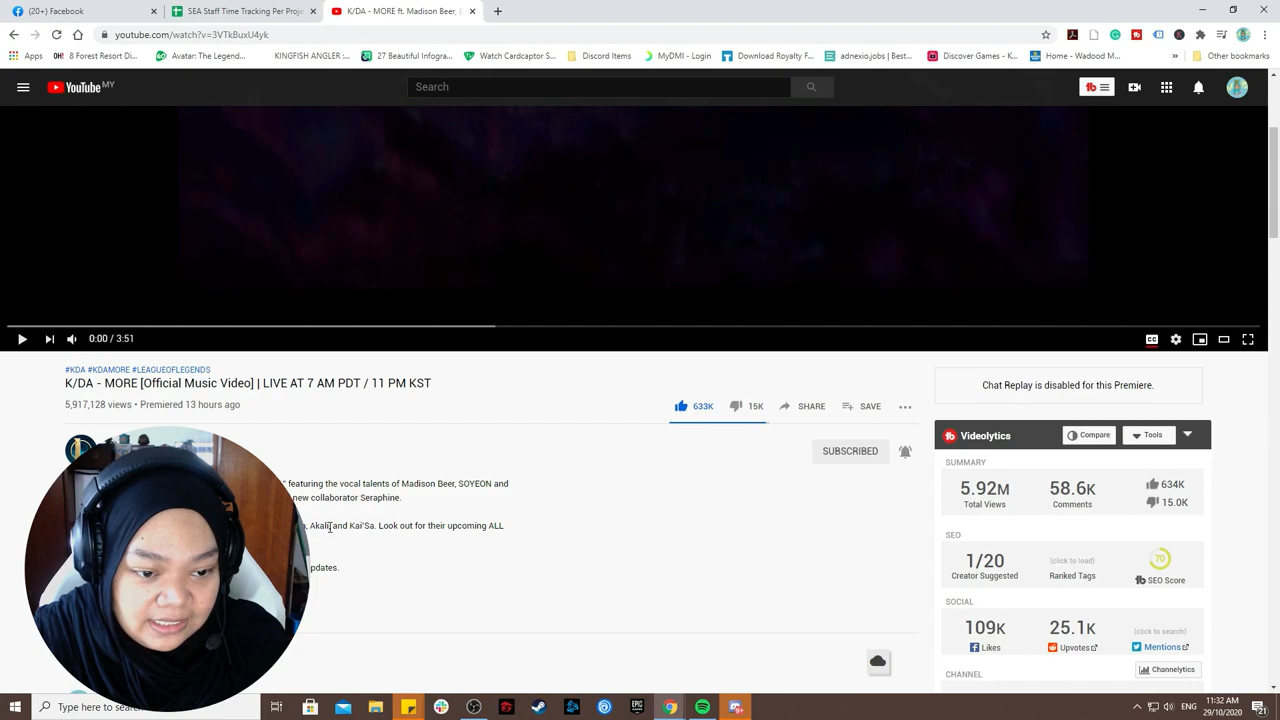 (20+) Facebook
SEA Staff Time Tracking Per Proje
K/DA - MORE ft. Madison Beer, (
youtube.com/watch?v=3VTkBuxU4yk
Apps
8 Forest Resort Di...
Avatar: The Legend...
KINGFISH ANGLER :...
27 Beautiful Infograp...
Watch Cardcaptor S...
Discord Items
MyDMI - Login
Download Royalty F...
adnexio.jobs | Best...
Discover Games - K...
Home - Wadood M...
»
Other bookmarks
YouTube MY
Search
0:00 / 3:51
#KDA #KDAMORE #LEAGUEOFLEGENDS
K/DA - MORE [Official Music Video] | LIVE AT 7 AM PDT / 11 PM KST
5,917,128 views • Premiered 13 hours ago
633K
15K
SHARE
SAVE
SUBSCRIBED
" featuring the vocal talents of Madison Beer, SOYEON and
new collaborator Seraphine.
, Akali and Kai'Sa. Look out for their upcoming ALL
pdates.
Chat Replay is disabled for this Premiere.
Videolytics
Compare
Tools
SUMMARY
5.92M
Total Views
58.6K
Comments
634K
15.0K
SEO
1/20
Creator Suggested
(click to load)
Ranked Tags
70
SEO Score
SOCIAL
109K
Likes
25.1K
Upvotes
(click to search)
Mentions
CHANNEL
Channelytics
Type here to search
ENG
11:32 AM
29/10/2020
21